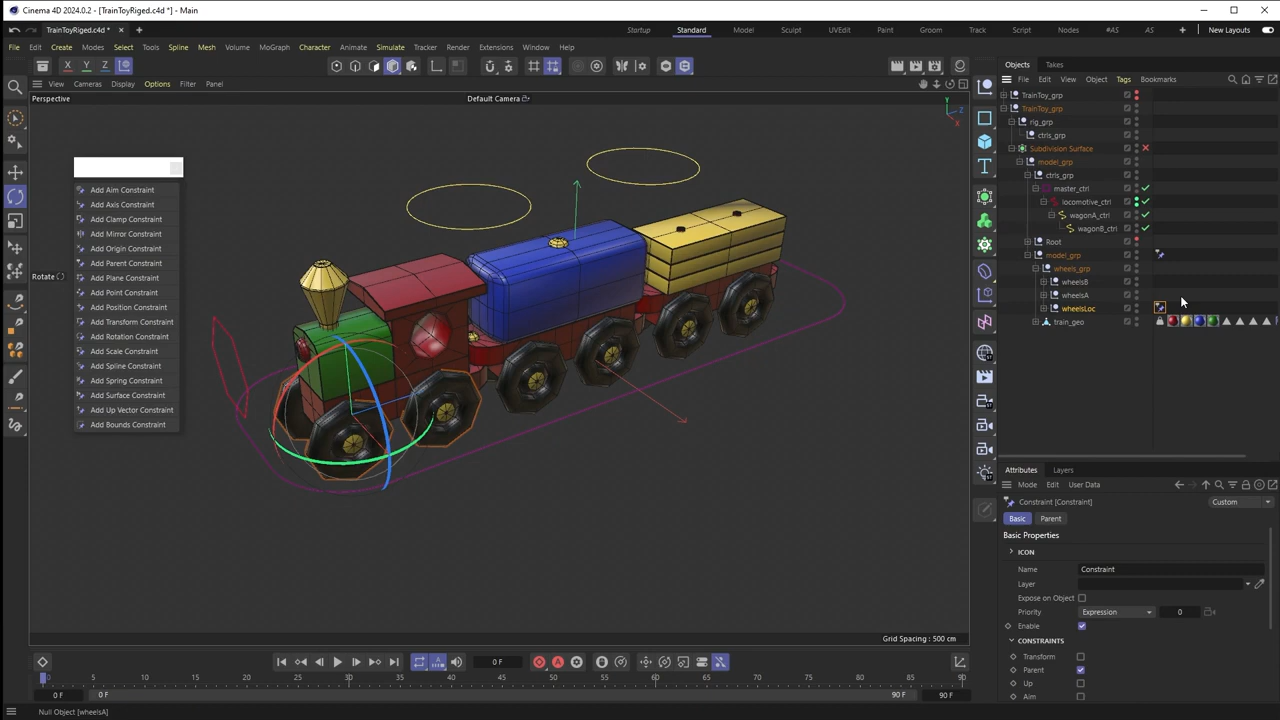 Cinema 4D 2024.0.2 - [TrainToyRiged.c4d *] - Main
TrainToyRiged.c4d *
Startup Standard Model Sculpt UVEdit Paint Groom Track Script Nodes #AS AS New Layouts
File Edit Create Modes Select Tools Spline Mesh Volume MoGraph Character Animate Simulate Tracker Render Extensions Window Help
X Y Z
View Cameras Display Options Filter Panel
Perspective
Default Camera
Add Aim Constraint
Add Axis Constraint
Add Clamp Constraint
Add Mirror Constraint
Add Origin Constraint
Add Parent Constraint
Add Plane Constraint
Add Point Constraint
Add Position Constraint
Add Transform Constraint
Add Rotation Constraint
Add Scale Constraint
Add Spline Constraint
Add Spring Constraint
Add Surface Constraint
Add Up Vector Constraint
Add Bounds Constraint
Rotate
Y
Z
X
Grid Spacing : 500 cm
Objects Takes
File Edit View Object Tags Bookmarks
TrainToy_grp
TrainToy_grp
rig_grp
ctrls_grp
Subdivision Surface
model_grp
ctrls_grp
master_ctrl
locomotive_ctrl
wagonA_ctrl
wagonB_ctrl
Root
model_grp
wheels_grp
wheelsB
wheelsA
wheelsLoc
train_geo
Attributes Layers
Mode Edit User Data
Constraint [Constraint]
Custom
Basic Parent
Basic Properties
ICON
Name Constraint
Layer
Expose on Object
Priority Expression 0
Enable
CONSTRAINTS
Transform
Parent
Up
Aim
0 F
0 5 10 15 20 25 30 35 40 45 50 55 60 65 70 75 80 85 90
0 F 0 F 90 F 90 F
Null Object [wheelsA]